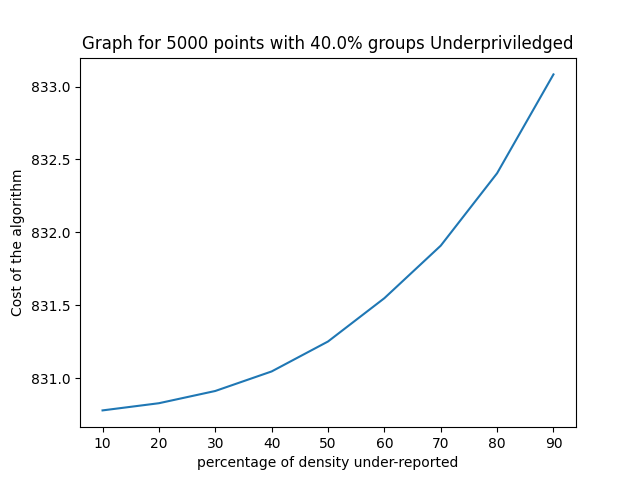 Graph for 5000 points with 40.0% groups Underpriviledged
833.0
832.5
832.0
831.5
831.0
Cost of the algorithm
10 20 30 40 50 60 70 80 90
percentage of density under-reported